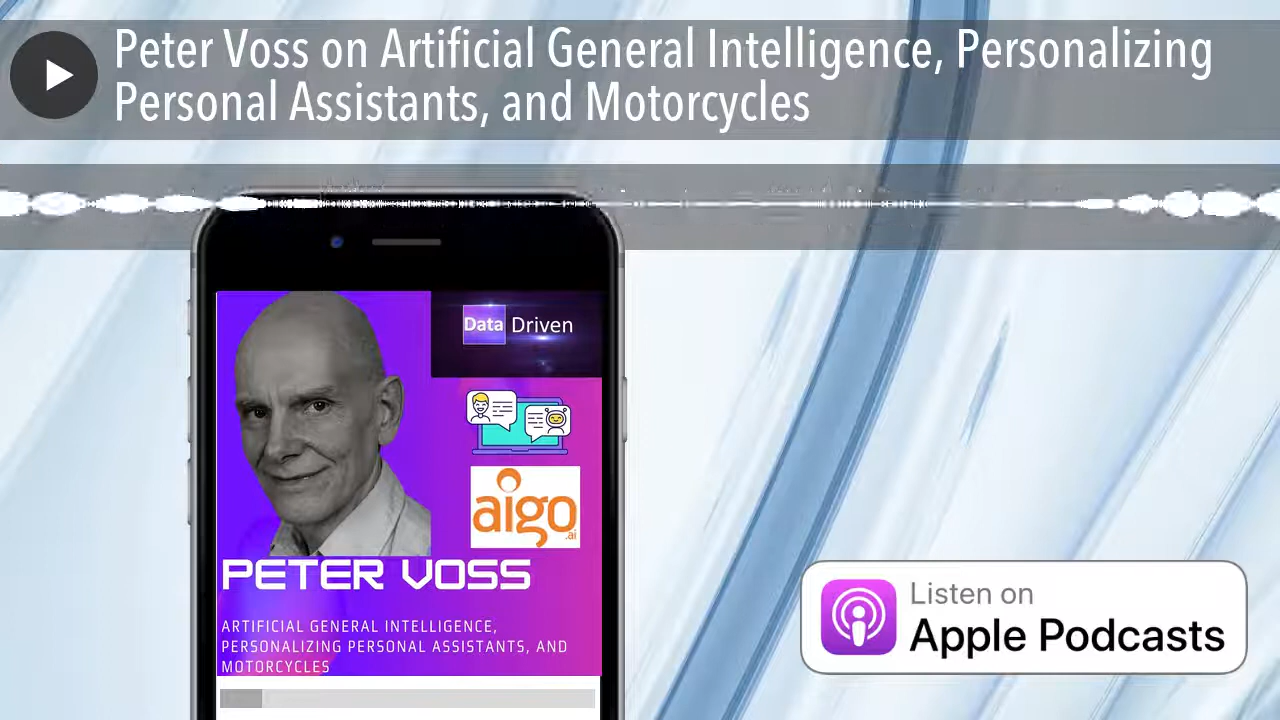 Peter Voss on Artificial General Intelligence, Personalizing
Personal Assistants, and Motorcycles
Data Driven
aigo
.ai
PETER VOSS
ARTIFICIAL GENERAL INTELLIGENCE,
PERSONALIZING PERSONAL ASSISTANTS, AND
MOTORCYCLES
Listen on
Apple Podcasts